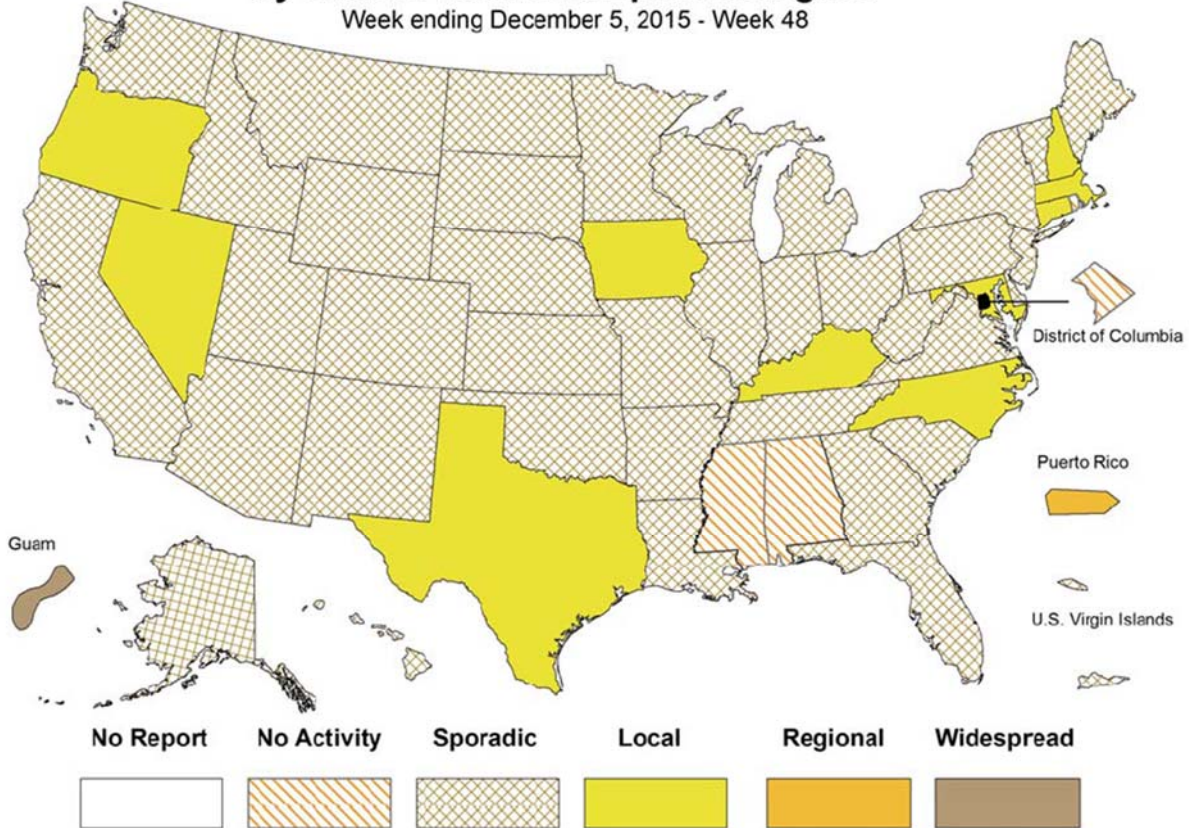 Week ending December 5, 2015 - Week 48
District of Columbia
Puerto Rico
Guam
U.S. Virgin Islands
No Report No Activity Sporadic Local Regional Widespread